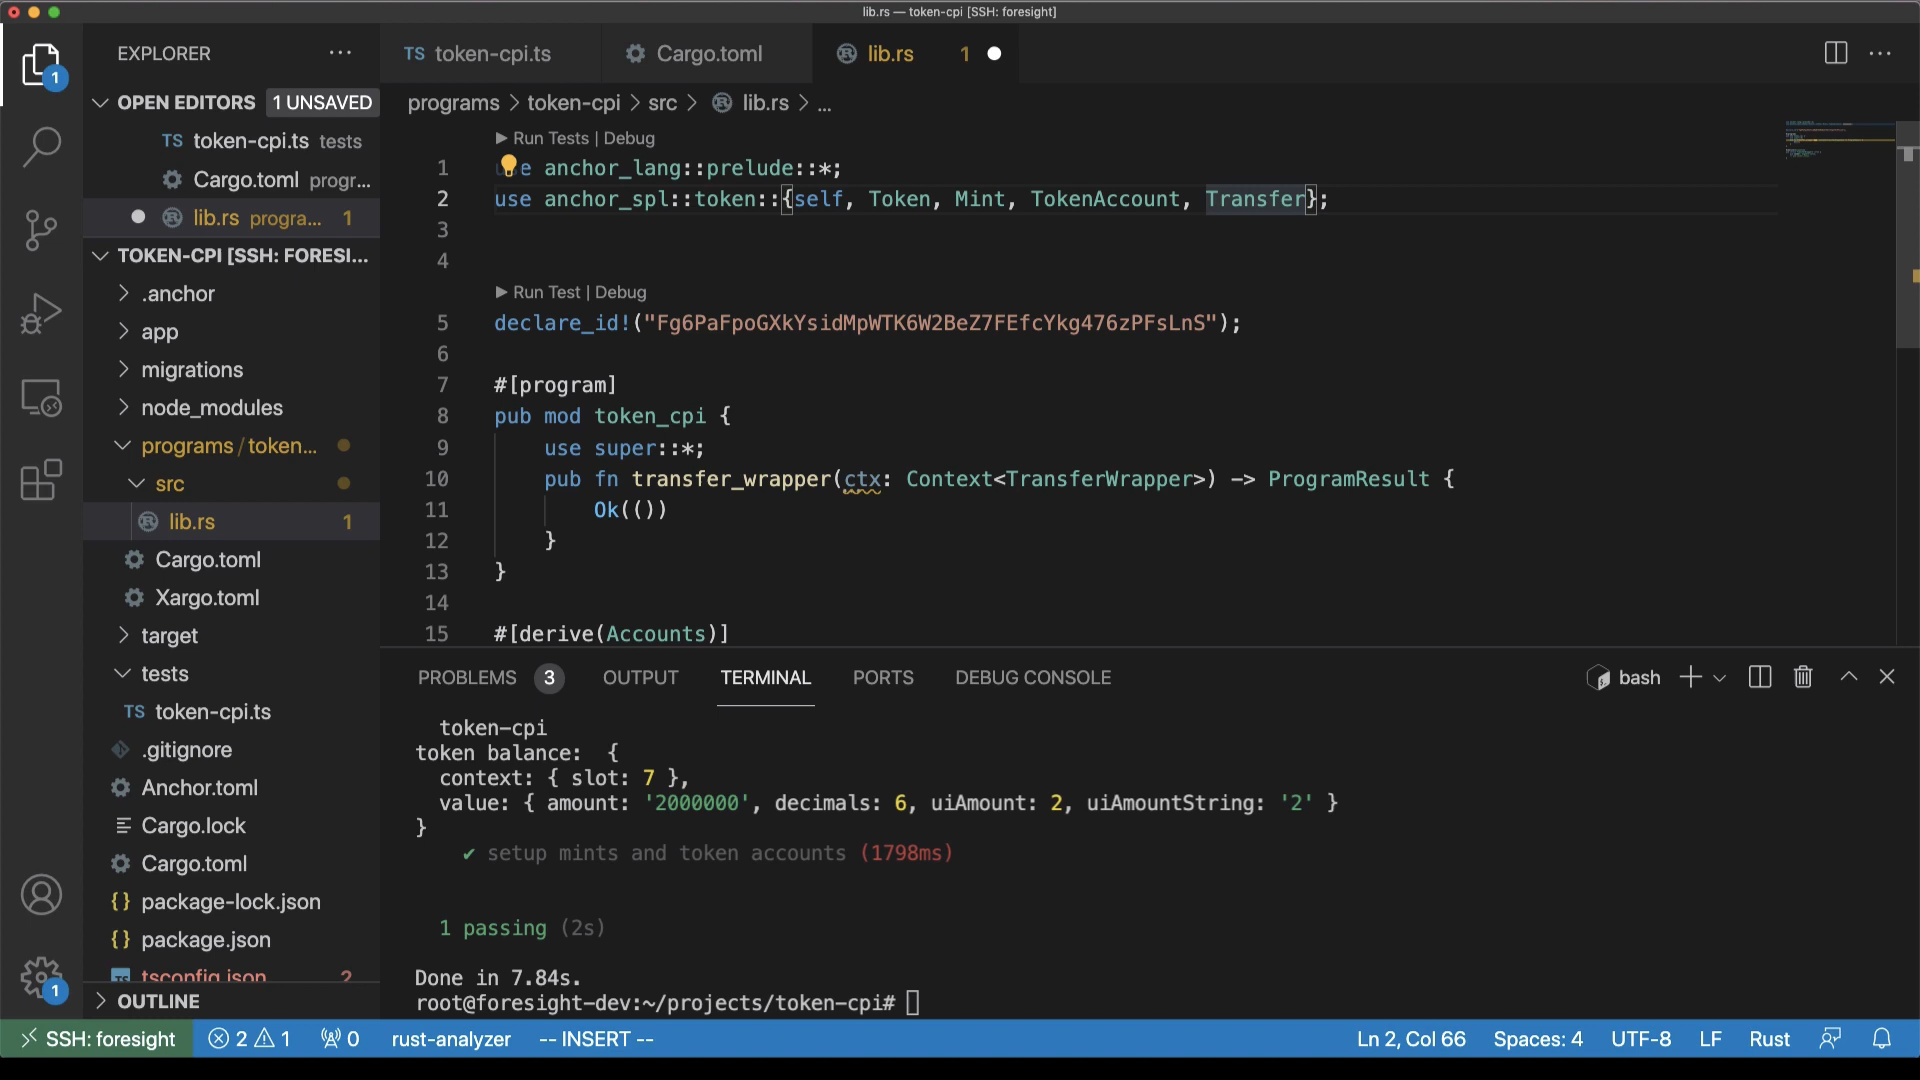 lib.rs — token-cpi [SSH: foresight]
EXPLORER
TS token-cpi.ts
Cargo.toml
lib.rs 1
OPEN EDITORS 1 UNSAVED
TS token-cpi.ts tests
Cargo.toml progr...
lib.rs progra... 1
TOKEN-CPI [SSH: FORESI...
.anchor
app
migrations
node_modules
programs / token...
src
lib.rs 1
Cargo.toml
Xargo.toml
target
tests
TS token-cpi.ts
.gitignore
Anchor.toml
Cargo.lock
Cargo.toml
{} package-lock.json
{} package.json
TS tsconfig.json 2
OUTLINE
1
1
programs > token-cpi > src > lib.rs > ...
Run Tests | Debug
1 e anchor_lang::prelude::*;
2 use anchor_spl::token::{self, Token, Mint, TokenAccount, Transfer};
3
4
Run Test | Debug
5 declare_id!("Fg6PaFpoGXkYsidMpWTK6W2BeZ7FEfcYkg476zPFsLnS");
6
7 #[program]
8 pub mod token_cpi {
9 use super::*;
10 pub fn transfer_wrapper(ctx: Context<TransferWrapper>) -> ProgramResult {
11 Ok(())
12 }
13 }
14
15 #[derive(Accounts)]
PROBLEMS 3 OUTPUT TERMINAL PORTS DEBUG CONSOLE
bash
token-cpi
token balance: {
context: { slot: 7 },
value: { amount: '2000000', decimals: 6, uiAmount: 2, uiAmountString: '2' }
}
✔ setup mints and token accounts (1798ms)
1 passing (2s)
Done in 7.84s.
root@foresight-dev:~/projects/token-cpi#
SSH: foresight 2 1 0 rust-analyzer -- INSERT --
Ln 2, Col 66 Spaces: 4 UTF-8 LF Rust